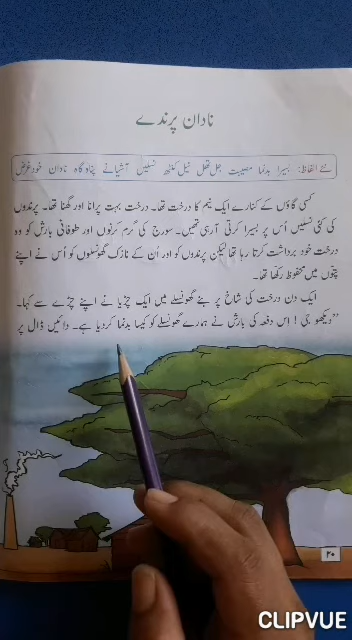 نادان پرندے
نئے الفاظ: بسیرا بدنما مصیبت جل تھل نیل کنٹھ نسلیں آشیانے پناہ گاہ نادان خود غرض
کسی گاؤں کے کنارے ایک نیم کا درخت تھا۔ درخت بہت پرانا اور گھنا تھا۔ پرندوں
کی کئی نسلیں اُس پر بسیرا کرتی آرہی تھیں۔ سورج کی گرم کرنوں اور طوفانی بارش کو وہ
درخت خود برداشت کرتا رہا تھا لیکن پرندوں کو اور اُن کے نازک گھونسلوں کو اُس نے اپنے
پتوں میں محفوظ رکھا تھا۔
ایک دن درخت کی شاخ پر بنے گھونسلے میں ایک چڑیا نے اپنے چڑے سے کہا۔
”دیکھو جی! اِس دفعہ کی بارش نے ہمارے گھونسلے کو کیسا بدنما کر دیا ہے۔ دائیں ڈال پر
۲۰
CLIPVUE